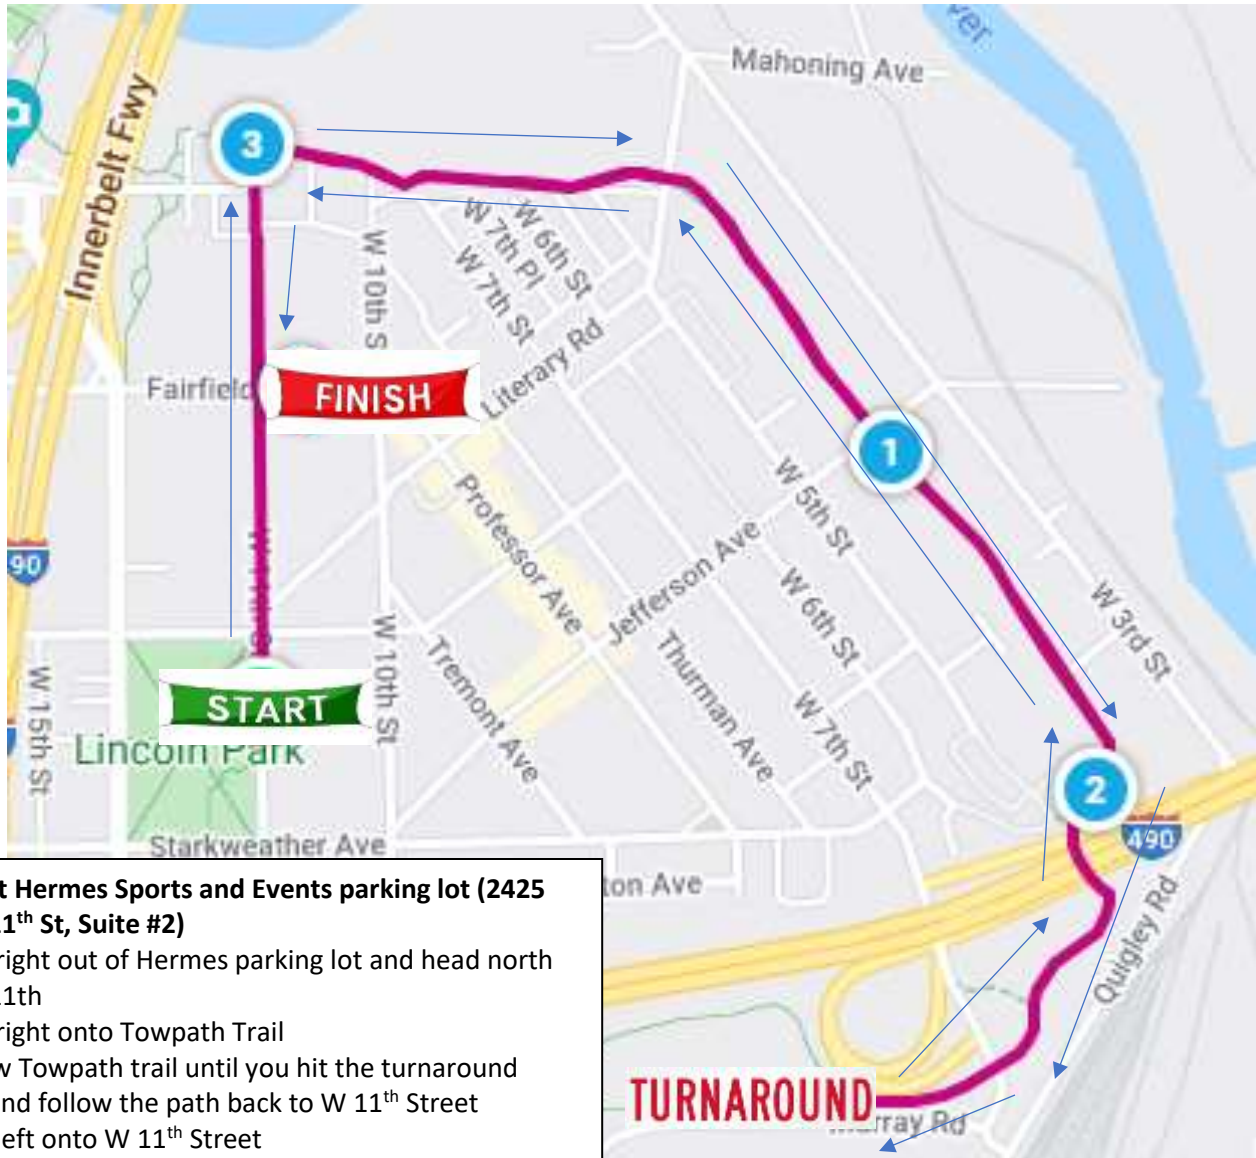 Mahoning Ave
Innerbelt Fwy
3
W 6th St
W 7th Pl
W 7th St
W 10th S
Literary Rd
Fairfield
FINISH
1
W 5th St
Professor Ave
Jefferson Ave
90
W 6th St
W 3rd St
W 10th St
Tremont Ave
Thurman Ave
W 7th St
W 15th St
START
Lincoln Park
2
490
Starkweather Ave
ton Ave
Quigley Rd
TURNAROUND
Rd
t Hermes Sports and Events parking lot (2425
11th St, Suite #2)
right out of Hermes parking lot and head north
11th
right onto Towpath Trail
w Towpath trail until you hit the turnaround
nd follow the path back to W 11th Street
eft onto W 11th Street